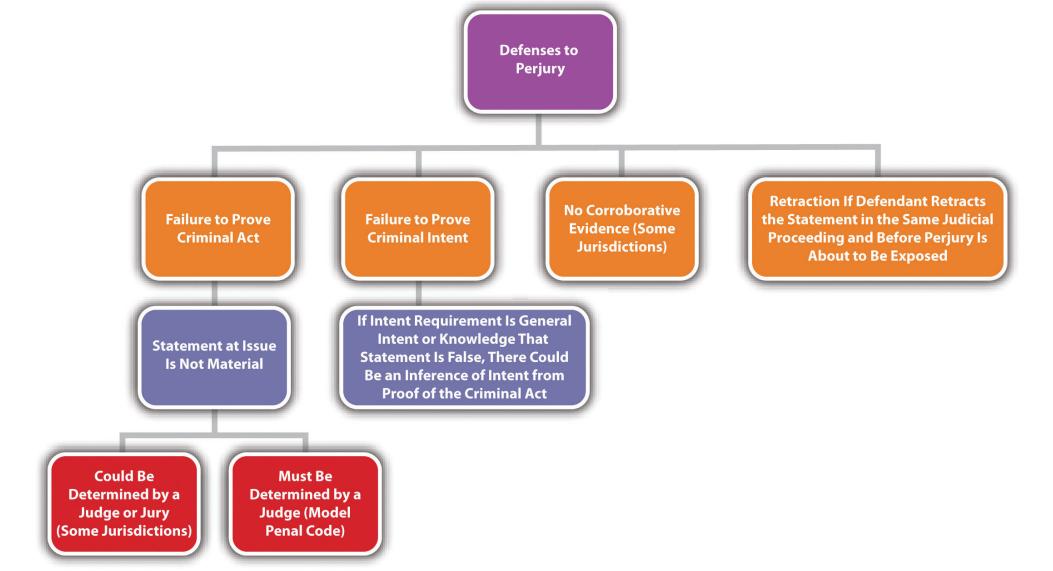 Defenses to
Perjury
Failure to Prove
Criminal Act
Failure to Prove
Criminal Intent
No Corroborative
Evidence (Some
Jurisdictions)
Retraction If Defendant Retracts
the Statement in the Same Judicial
Proceeding and Before Perjury Is
About to Be Exposed
Statement at Issue
Is Not Material
If Intent Requirement Is General
Intent or Knowledge That
Statement Is False, There Could
Be an Inference of Intent from
Proof of the Criminal Act
Could Be
Determined by a
Judge or Jury
(Some Jurisdictions)
Must Be
Determined by a
Judge (Model
Penal Code)